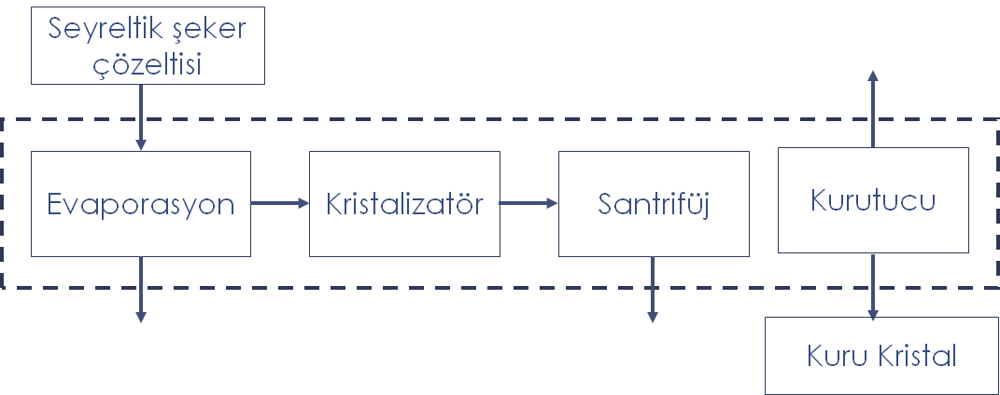 Seyreltik şeker
çözeltisi
Evaporasyon
Kristalizatör
Santrifüj
Kurutucu
Kuru Kristal